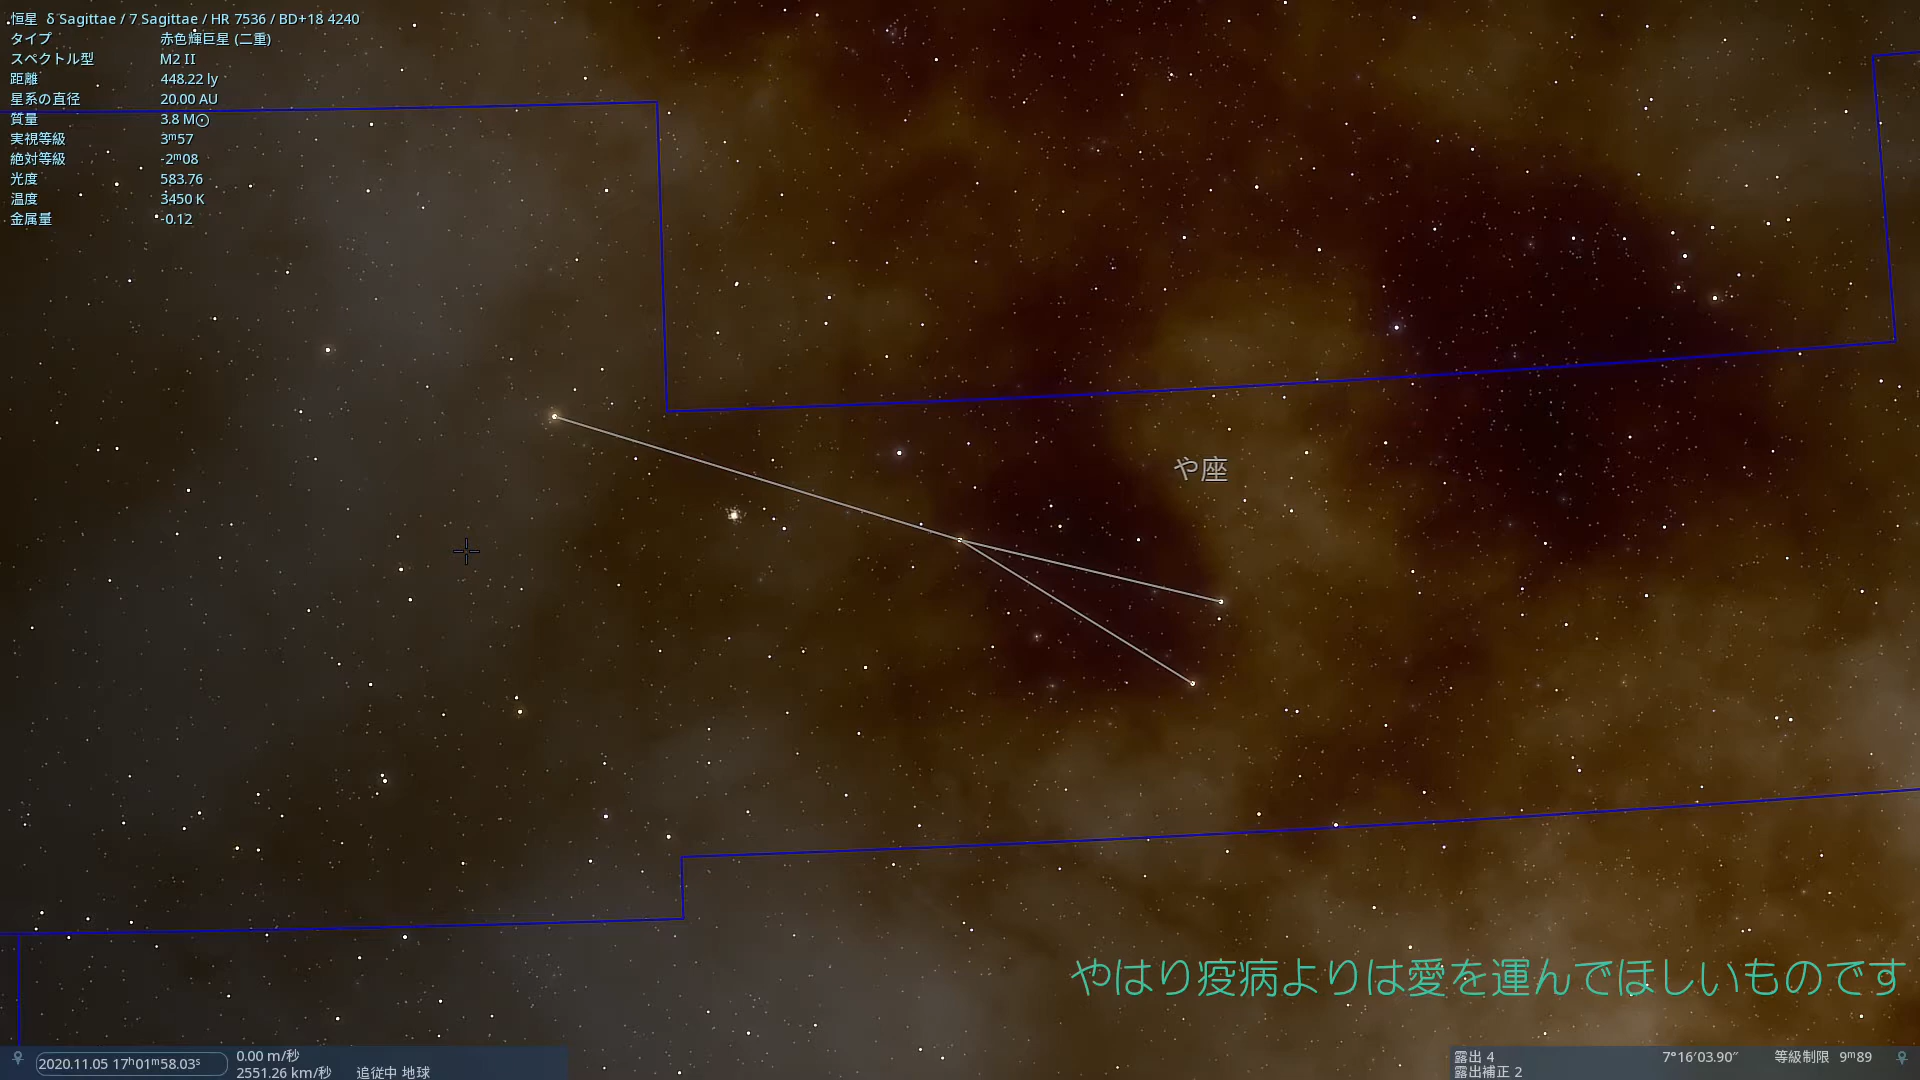 恒星 δ Sagittae / 7 Sagittae / HR 7536 / BD+18 4240
タイプ 赤色輝巨星 (二重)
スペクトル型 M2 II
距離 448.22 ly
星系の直径 20.00 AU
質量 3.8 M☉
実視等級 3ᵐ57
絶対等級 -2ᵐ08
光度 583.76
温度 3450 K
金属量 -0.12
や座
やはり疫病よりは愛を運んでほしいものです
2020.11.05 17ʰ01ᵐ58.03ˢ
0.00 m/秒
2551.26 km/秒 追従中 地球
露出 4 7°16′03.90″ 等級制限 9ᵐ89
露出補正 2